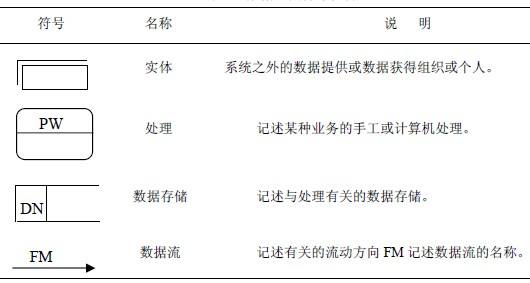 符号 名称 说 明
实体 系统之外的数据提供或数据获得组织或个人。
PW 处理 记述某种业务的手工或计算机处理。
DN 数据存储 记述与处理有关的数据存储。
FM 数据流 记述有关的流动方向 FM 记述数据流的名称。